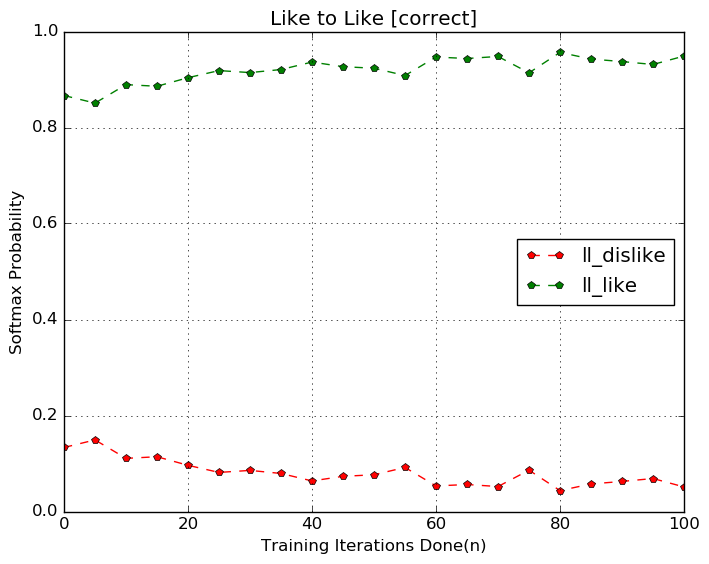 Like to Like [correct]
1.0
0.8
0.6
0.4
0.2
0.0
Softmax Probability
ll_dislike
ll_like
0 20 40 60 80 100
Training Iterations Done(n)